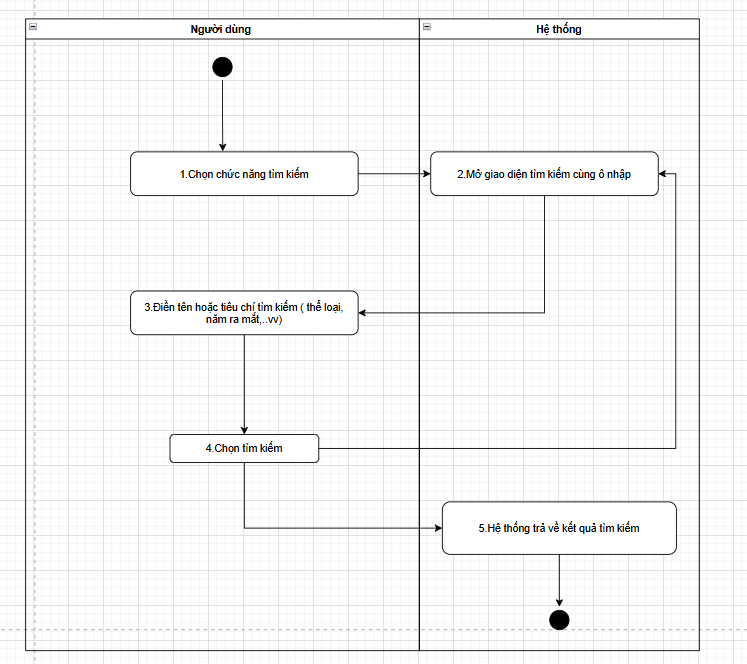 Người dùng
Hệ thống
1.Chọn chức năng tìm kiếm
2.Mở giao diện tìm kiếm cùng ô nhập
3.Điền tên hoặc tiêu chí tìm kiếm ( thể loại,
năm ra mắt,..vv)
4.Chọn tìm kiếm
5.Hệ thống trả về kết quả tìm kiếm